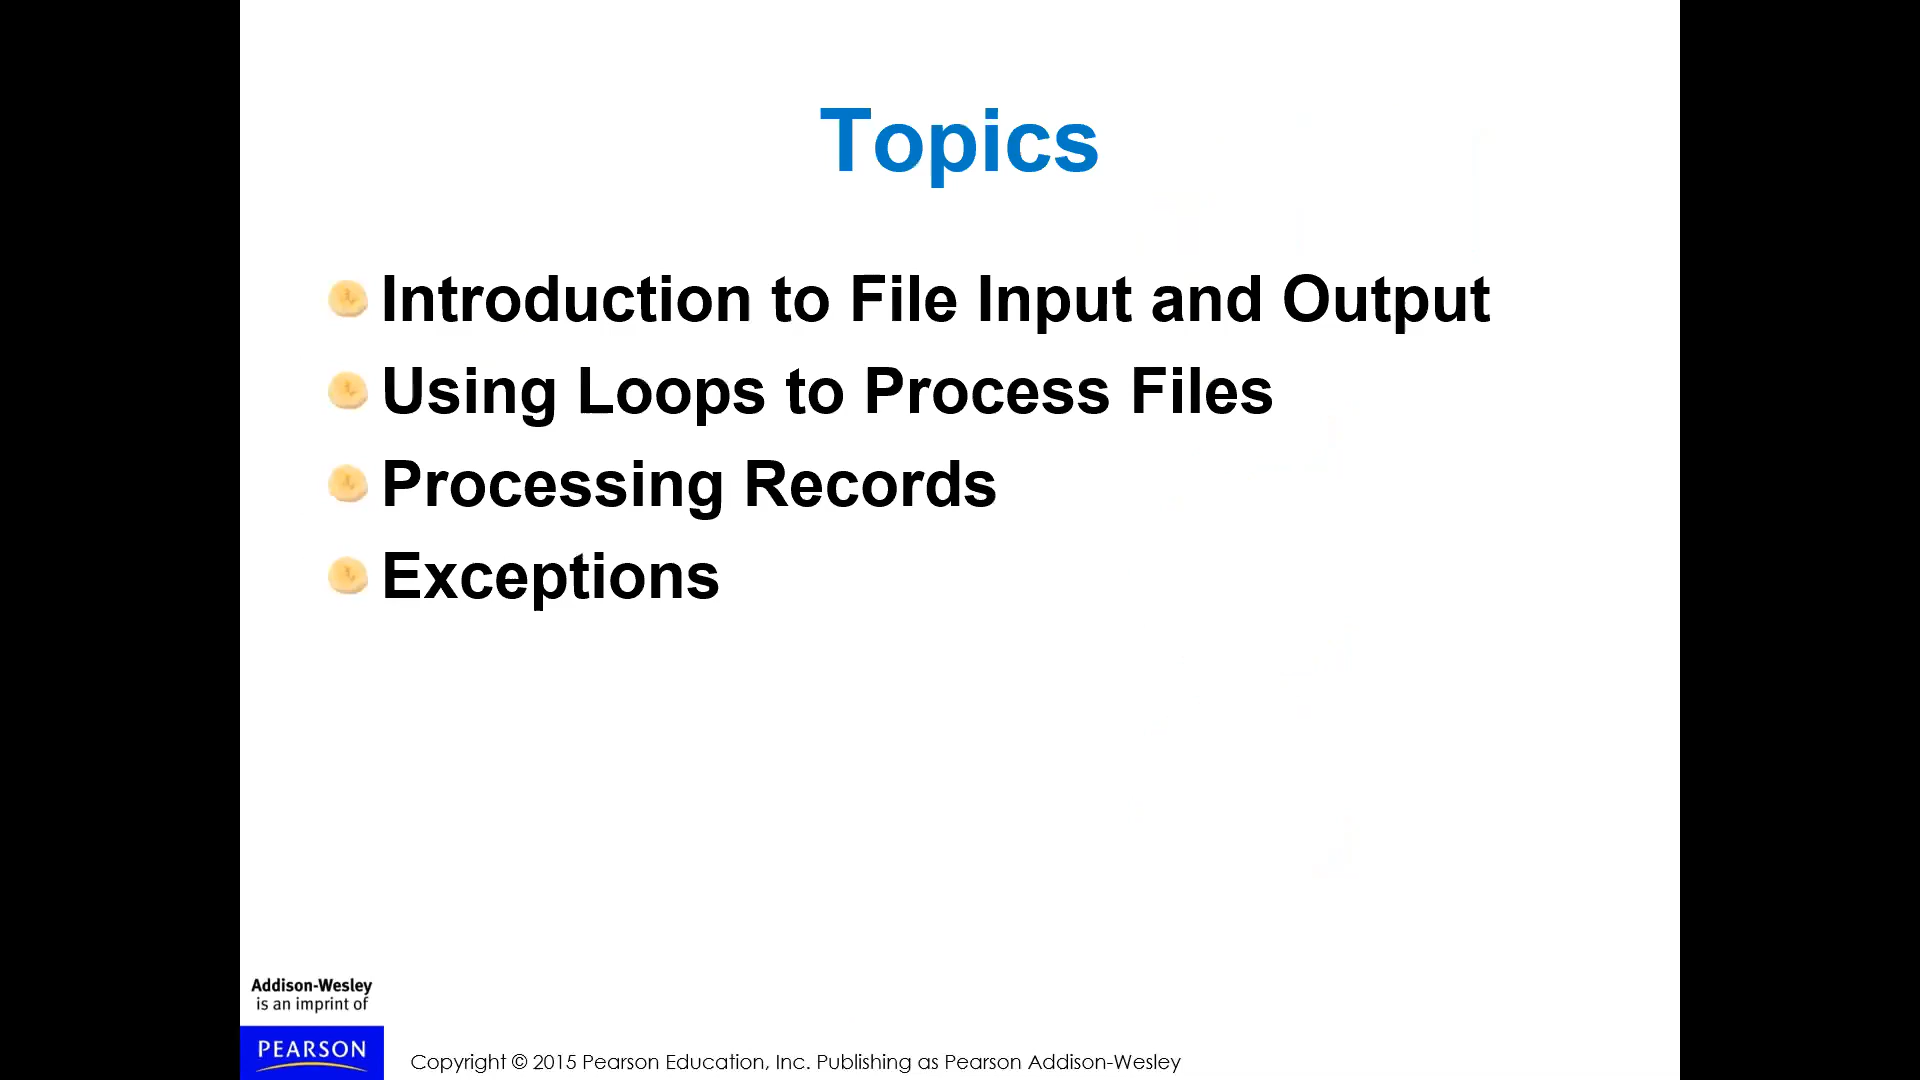 Topics
Introduction to File Input and Output
Using Loops to Process Files
Processing Records
Exceptions
Addison-Wesley
is an imprint of
PEARSON
Copyright © 2015 Pearson Education, Inc. Publishing as Pearson Addison-Wesley